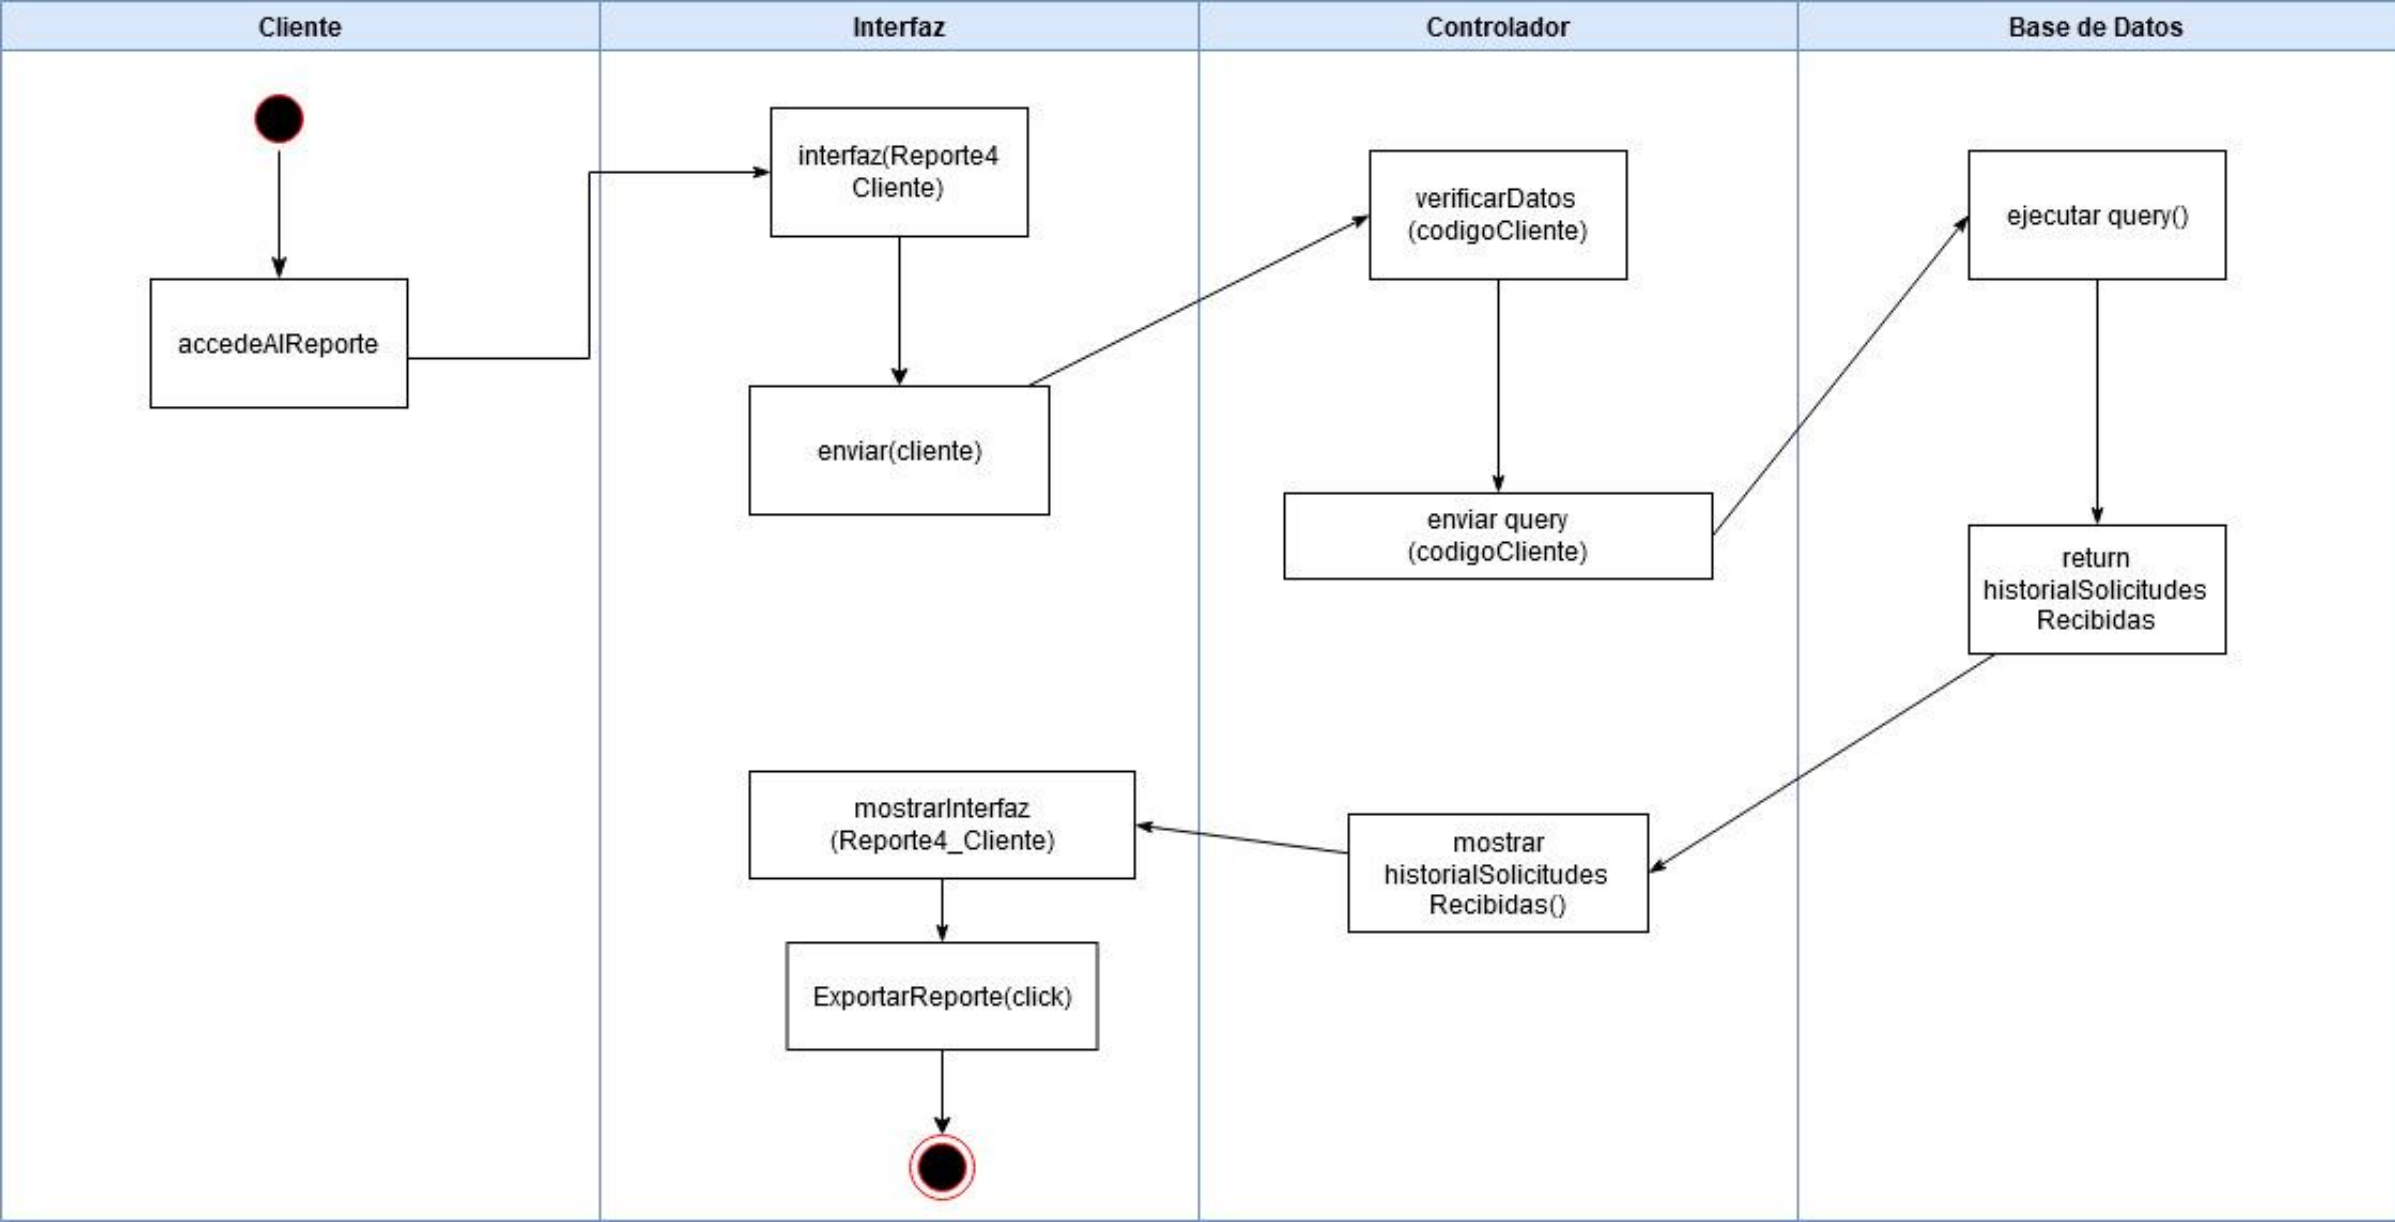 Cliente
Interfaz
Controlador
Base de Datos
accedeAlReporte
interfaz(Reporte4
Cliente)
enviar(cliente)
verificarDatos
(codigoCliente)
enviar query
(codigoCliente)
ejecutar query()
return
historialSolicitudes
Recibidas
mostrar
historialSolicitudes
Recibidas()
mostrarInterfaz
(Reporte4_Cliente)
ExportarReporte(click)